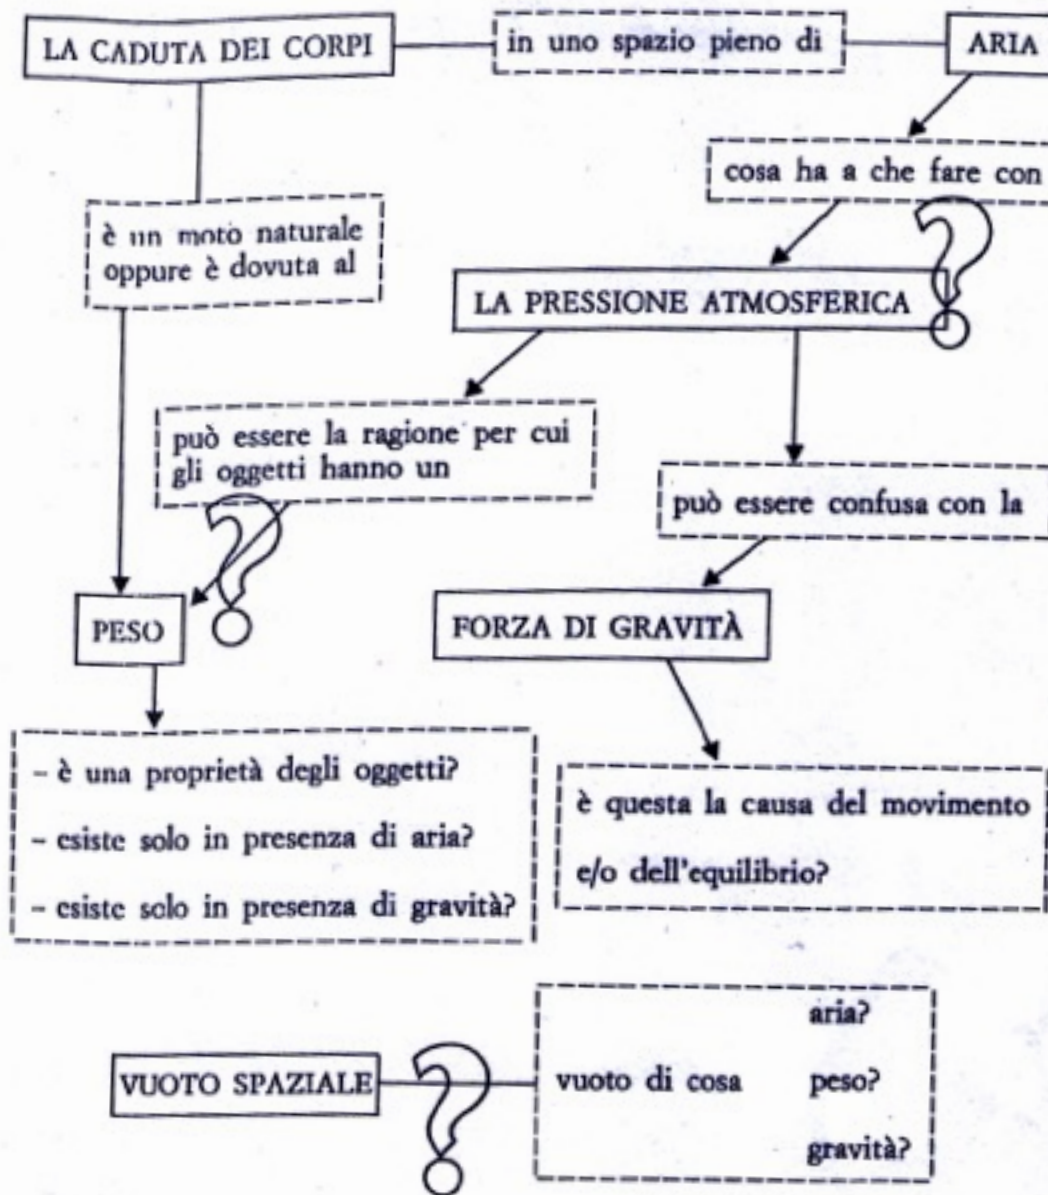 LA CADUTA DEI CORPI
in uno spazio pieno di
ARIA
cosa ha a che fare con
è un moto naturale
oppure è dovuta al
?
LA PRESSIONE ATMOSFERICA
può essere la ragione per cui
gli oggetti hanno un
può essere confusa con la
?
PESO
FORZA DI GRAVITÀ
– è una proprietà degli oggetti?
– esiste solo in presenza di aria?
– esiste solo in presenza di gravità?
è questa la causa del movimento
e/o dell'equilibrio?
VUOTO SPAZIALE
?
vuoto di cosa
aria?
peso?
gravità?